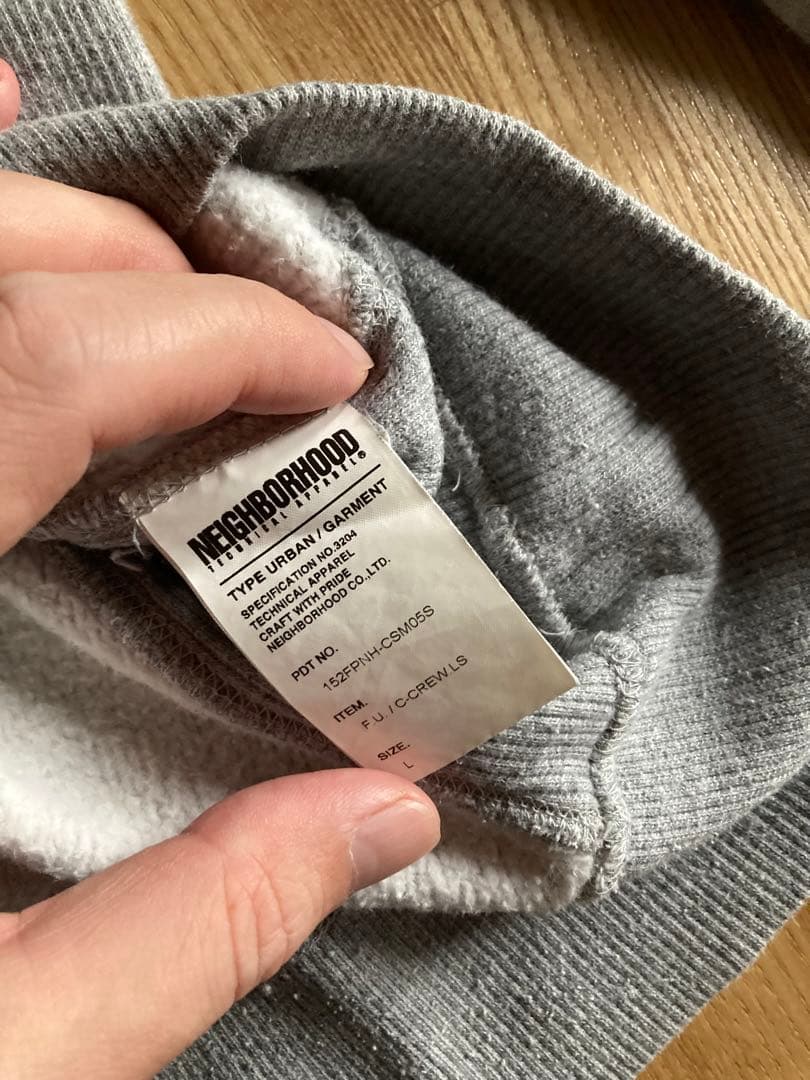 NEIGHBORHOOD®
TECHNICAL APPAREL
TYPE URBAN / GARMENT
SPECIFICATION NO.3204
TECHNICAL APPAREL
CRAFT WITH PRIDE
NEIGHBORHOOD CO.,LTD.
PDT NO.
152FPNH-CSM05S
ITEM.
F.U. / C-CREW.LS
SIZE.
L